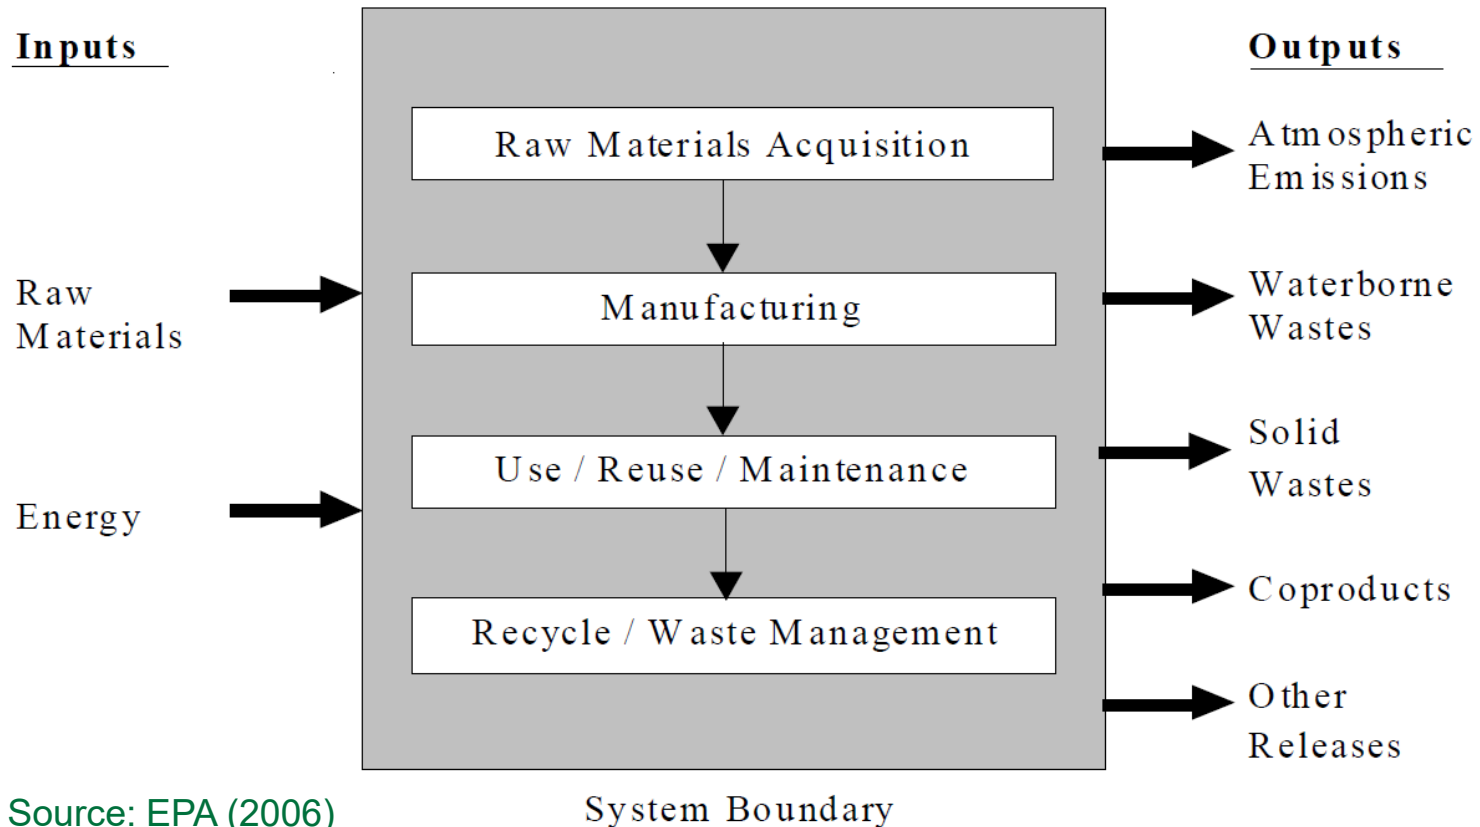 Inputs
Outputs
Raw Materials Acquisition
Atmospheric
Emissions
Raw
Materials
Manufacturing
Waterborne
Wastes
Use / Reuse / Maintenance
Solid
Wastes
Energy
Coproducts
Recycle / Waste Management
Other
Releases
System Boundary
Source: EPA (2006)